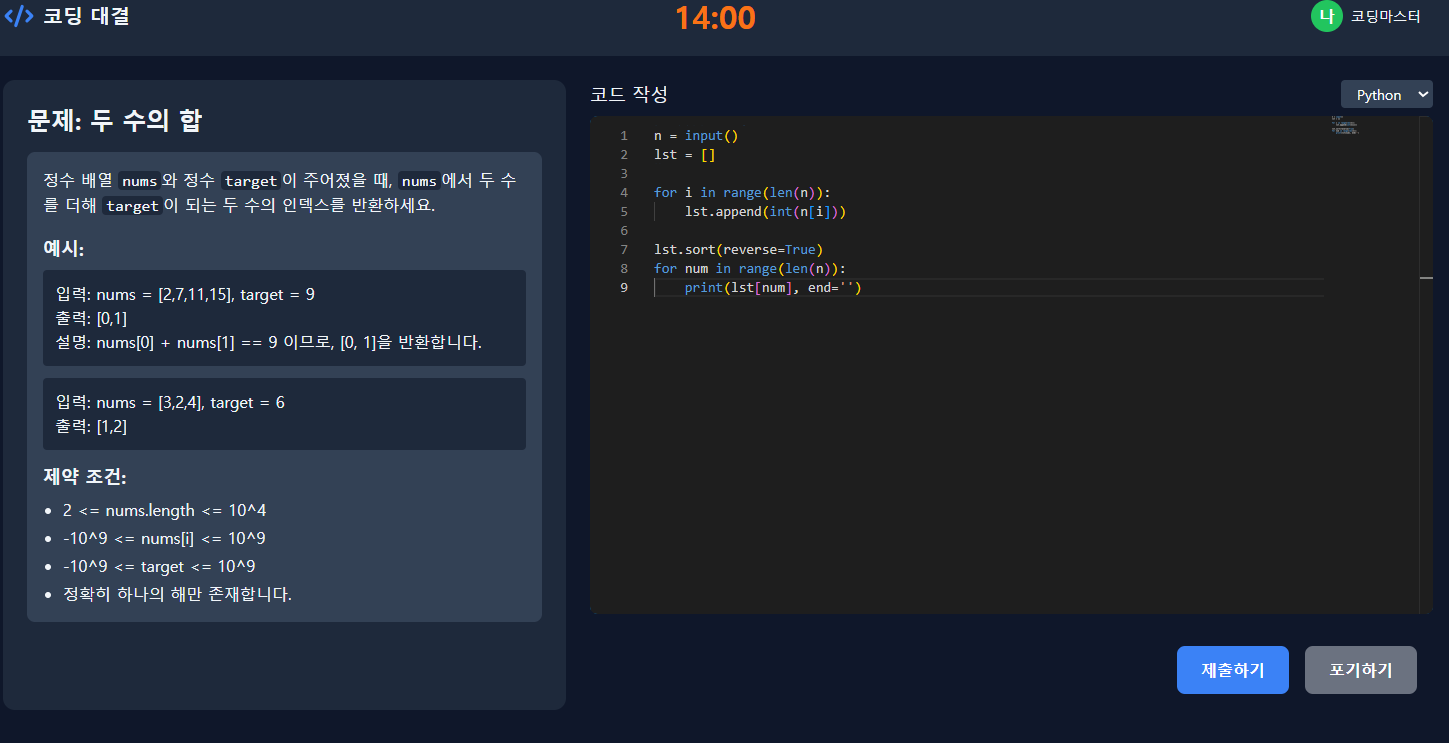 </> 코딩 대결
14:00
나 코딩마스터
문제: 두 수의 합
정수 배열 nums와 정수 target이 주어졌을 때, nums에서 두 수
를 더해 target이 되는 두 수의 인덱스를 반환하세요.
예시:
입력: nums = [2,7,11,15], target = 9
출력: [0,1]
설명: nums[0] + nums[1] == 9 이므로, [0, 1]을 반환합니다.
입력: nums = [3,2,4], target = 6
출력: [1,2]
제약 조건:
• 2 <= nums.length <= 10^4
• -10^9 <= nums[i] <= 10^9
• -10^9 <= target <= 10^9
• 정확히 하나의 해만 존재합니다.
코드 작성
Python
1 n = input()
2 lst = []
3
4 for i in range(len(n)):
5     lst.append(int(n[i]))
6
7 lst.sort(reverse=True)
8 for num in range(len(n)):
9     print(lst[num], end='')
제출하기
포기하기